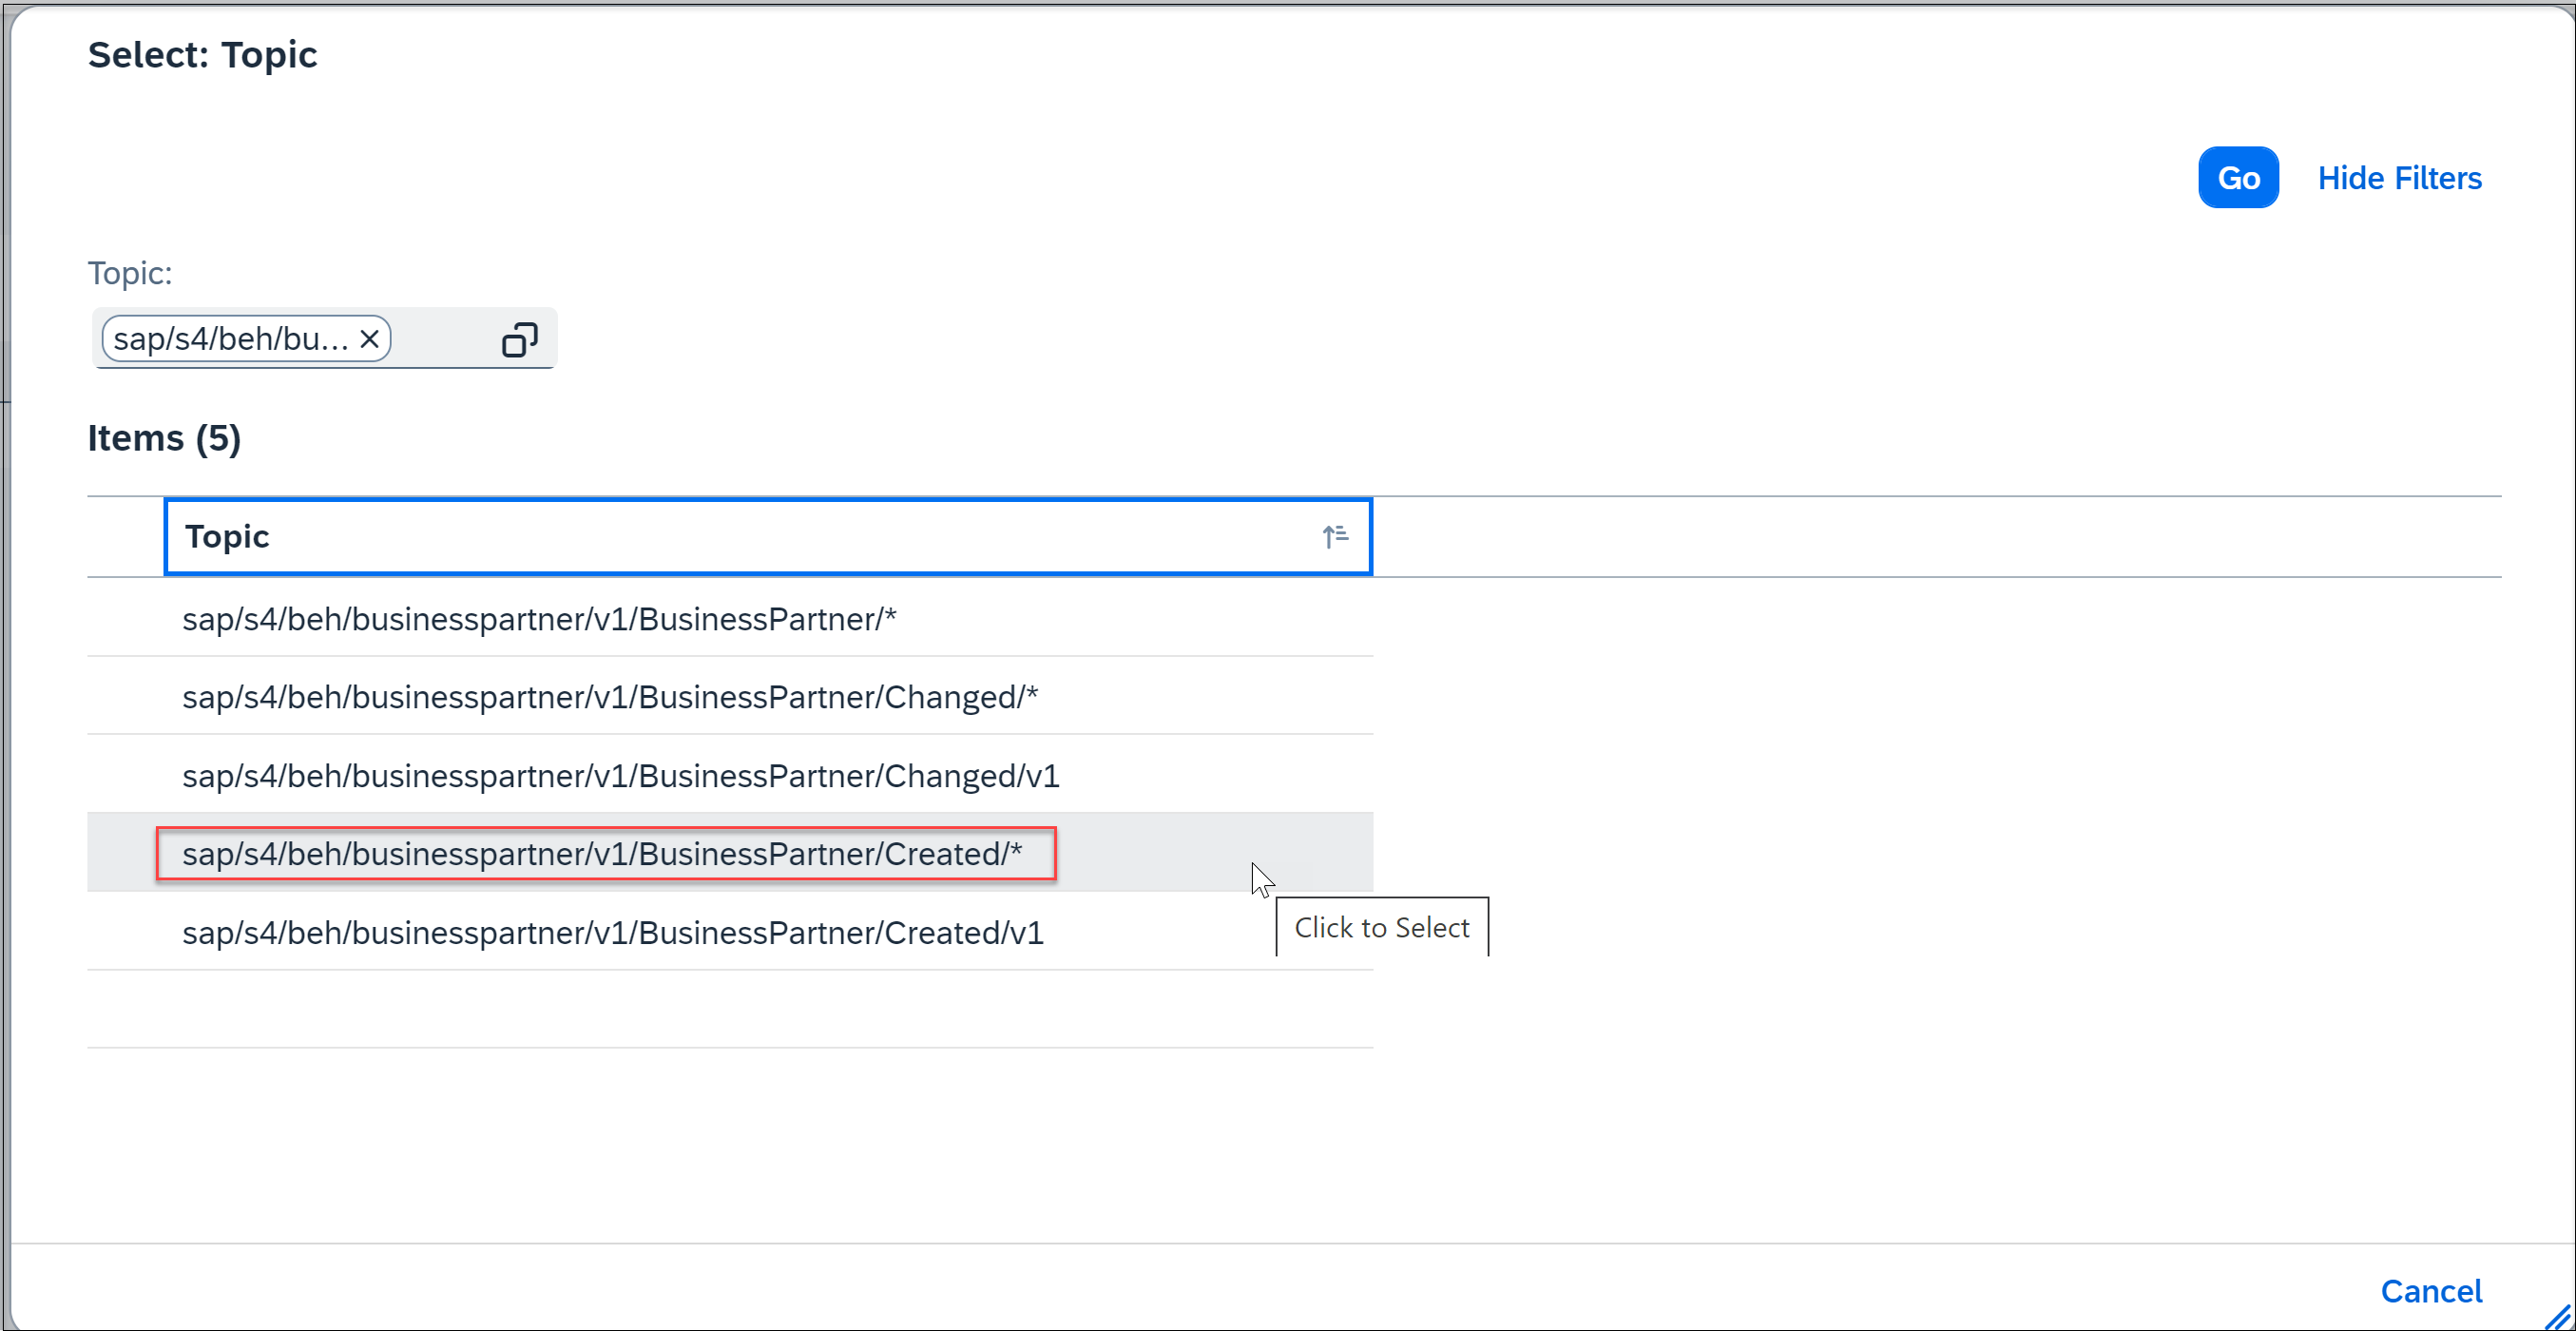 Select: Topic
Go Hide Filters
Topic:
sap/s4/beh/bu...
Items (5)
Topic
sap/s4/beh/businesspartner/v1/BusinessPartner/*
sap/s4/beh/businesspartner/v1/BusinessPartner/Changed/*
sap/s4/beh/businesspartner/v1/BusinessPartner/Changed/v1
sap/s4/beh/businesspartner/v1/BusinessPartner/Created/*
Click to Select
sap/s4/beh/businesspartner/v1/BusinessPartner/Created/v1
Cancel